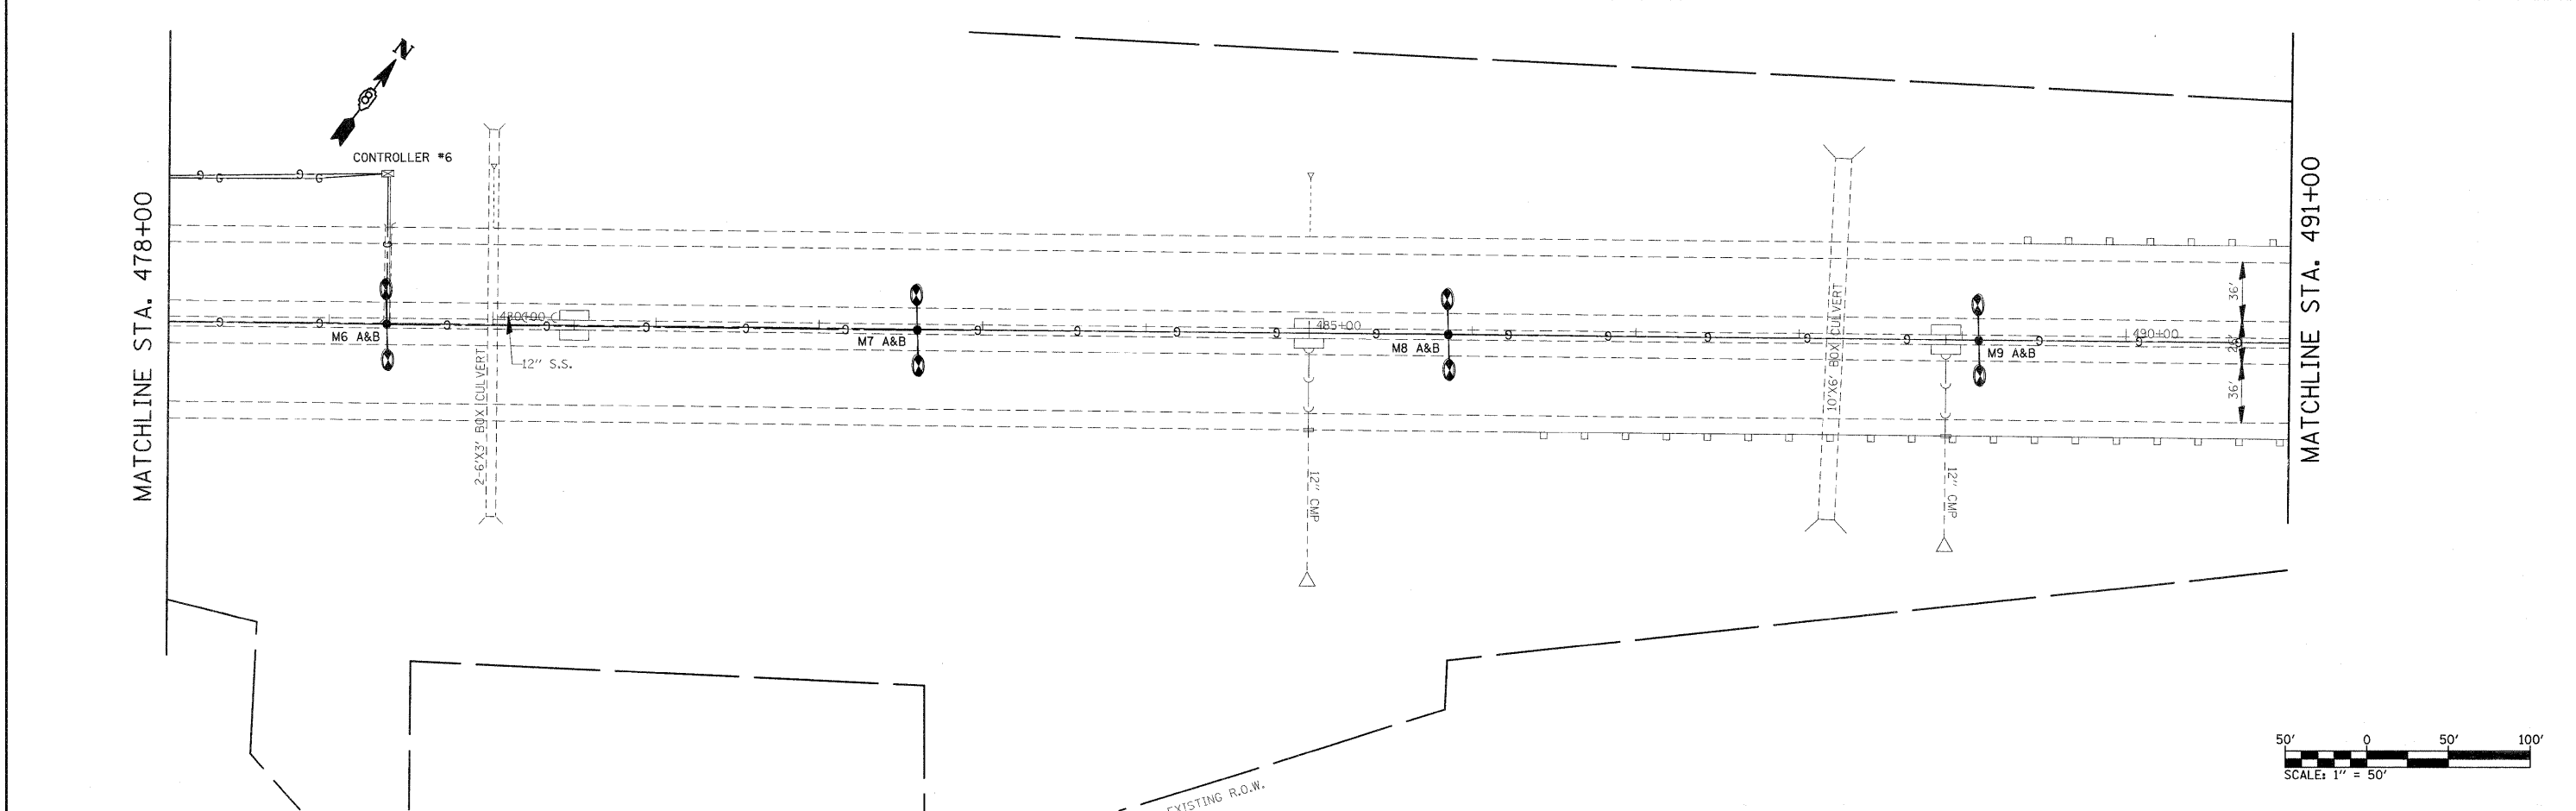 N
8
CONTROLLER #6
MATCHLINE STA. 478+00
MATCHLINE STA. 491+00
G G G G
G
36'
G G G G G G G G G G G G G G G G G G
480+00
485+00
490+00
M6 A&B
M7 A&B
M8 A&B
M9 A&B
12" S.S.
2-6'X3' BOX CULVERT
10'X6' BOX CULVERT
36'
12" CMP
12" CMP
EXISTING R.O.W.
50' 0 50' 100'
SCALE: 1" = 50'